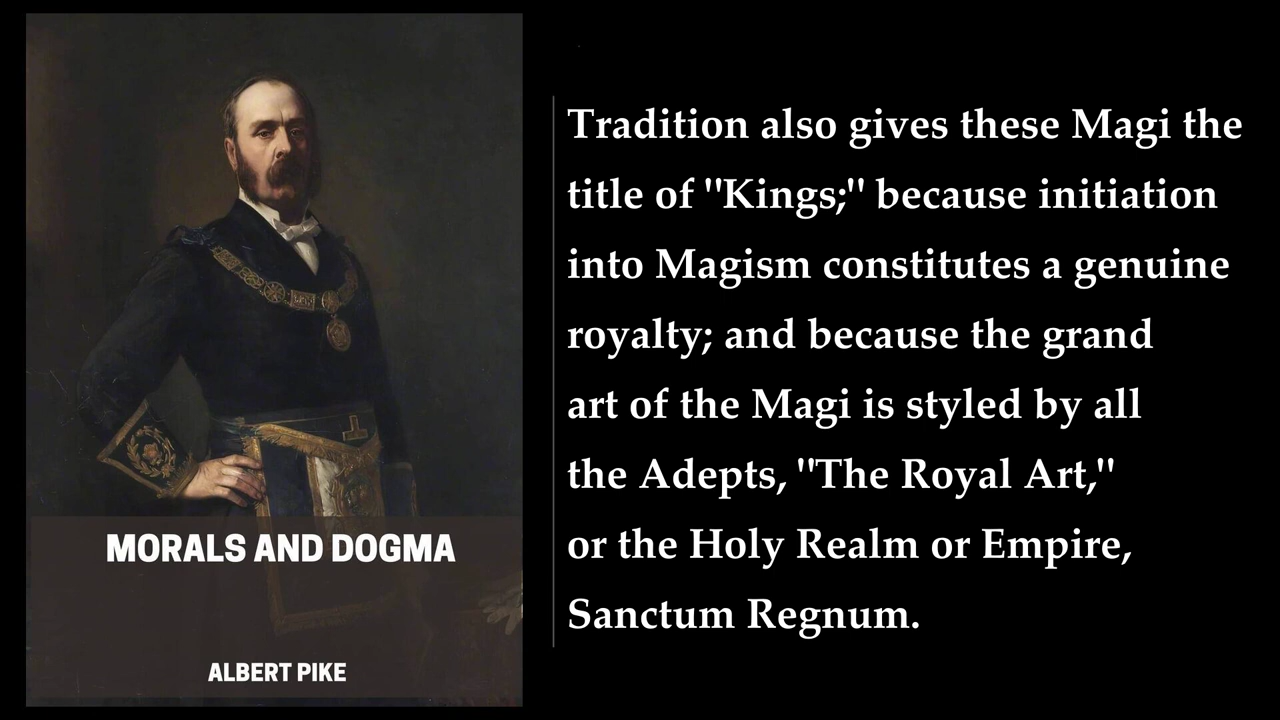 MORALS AND DOGMA
ALBERT PIKE
Tradition also gives these Magi the
title of "Kings;" because initiation
into Magism constitutes a genuine
royalty; and because the grand
art of the Magi is styled by all
the Adepts, "The Royal Art,"
or the Holy Realm or Empire,
Sanctum Regnum.